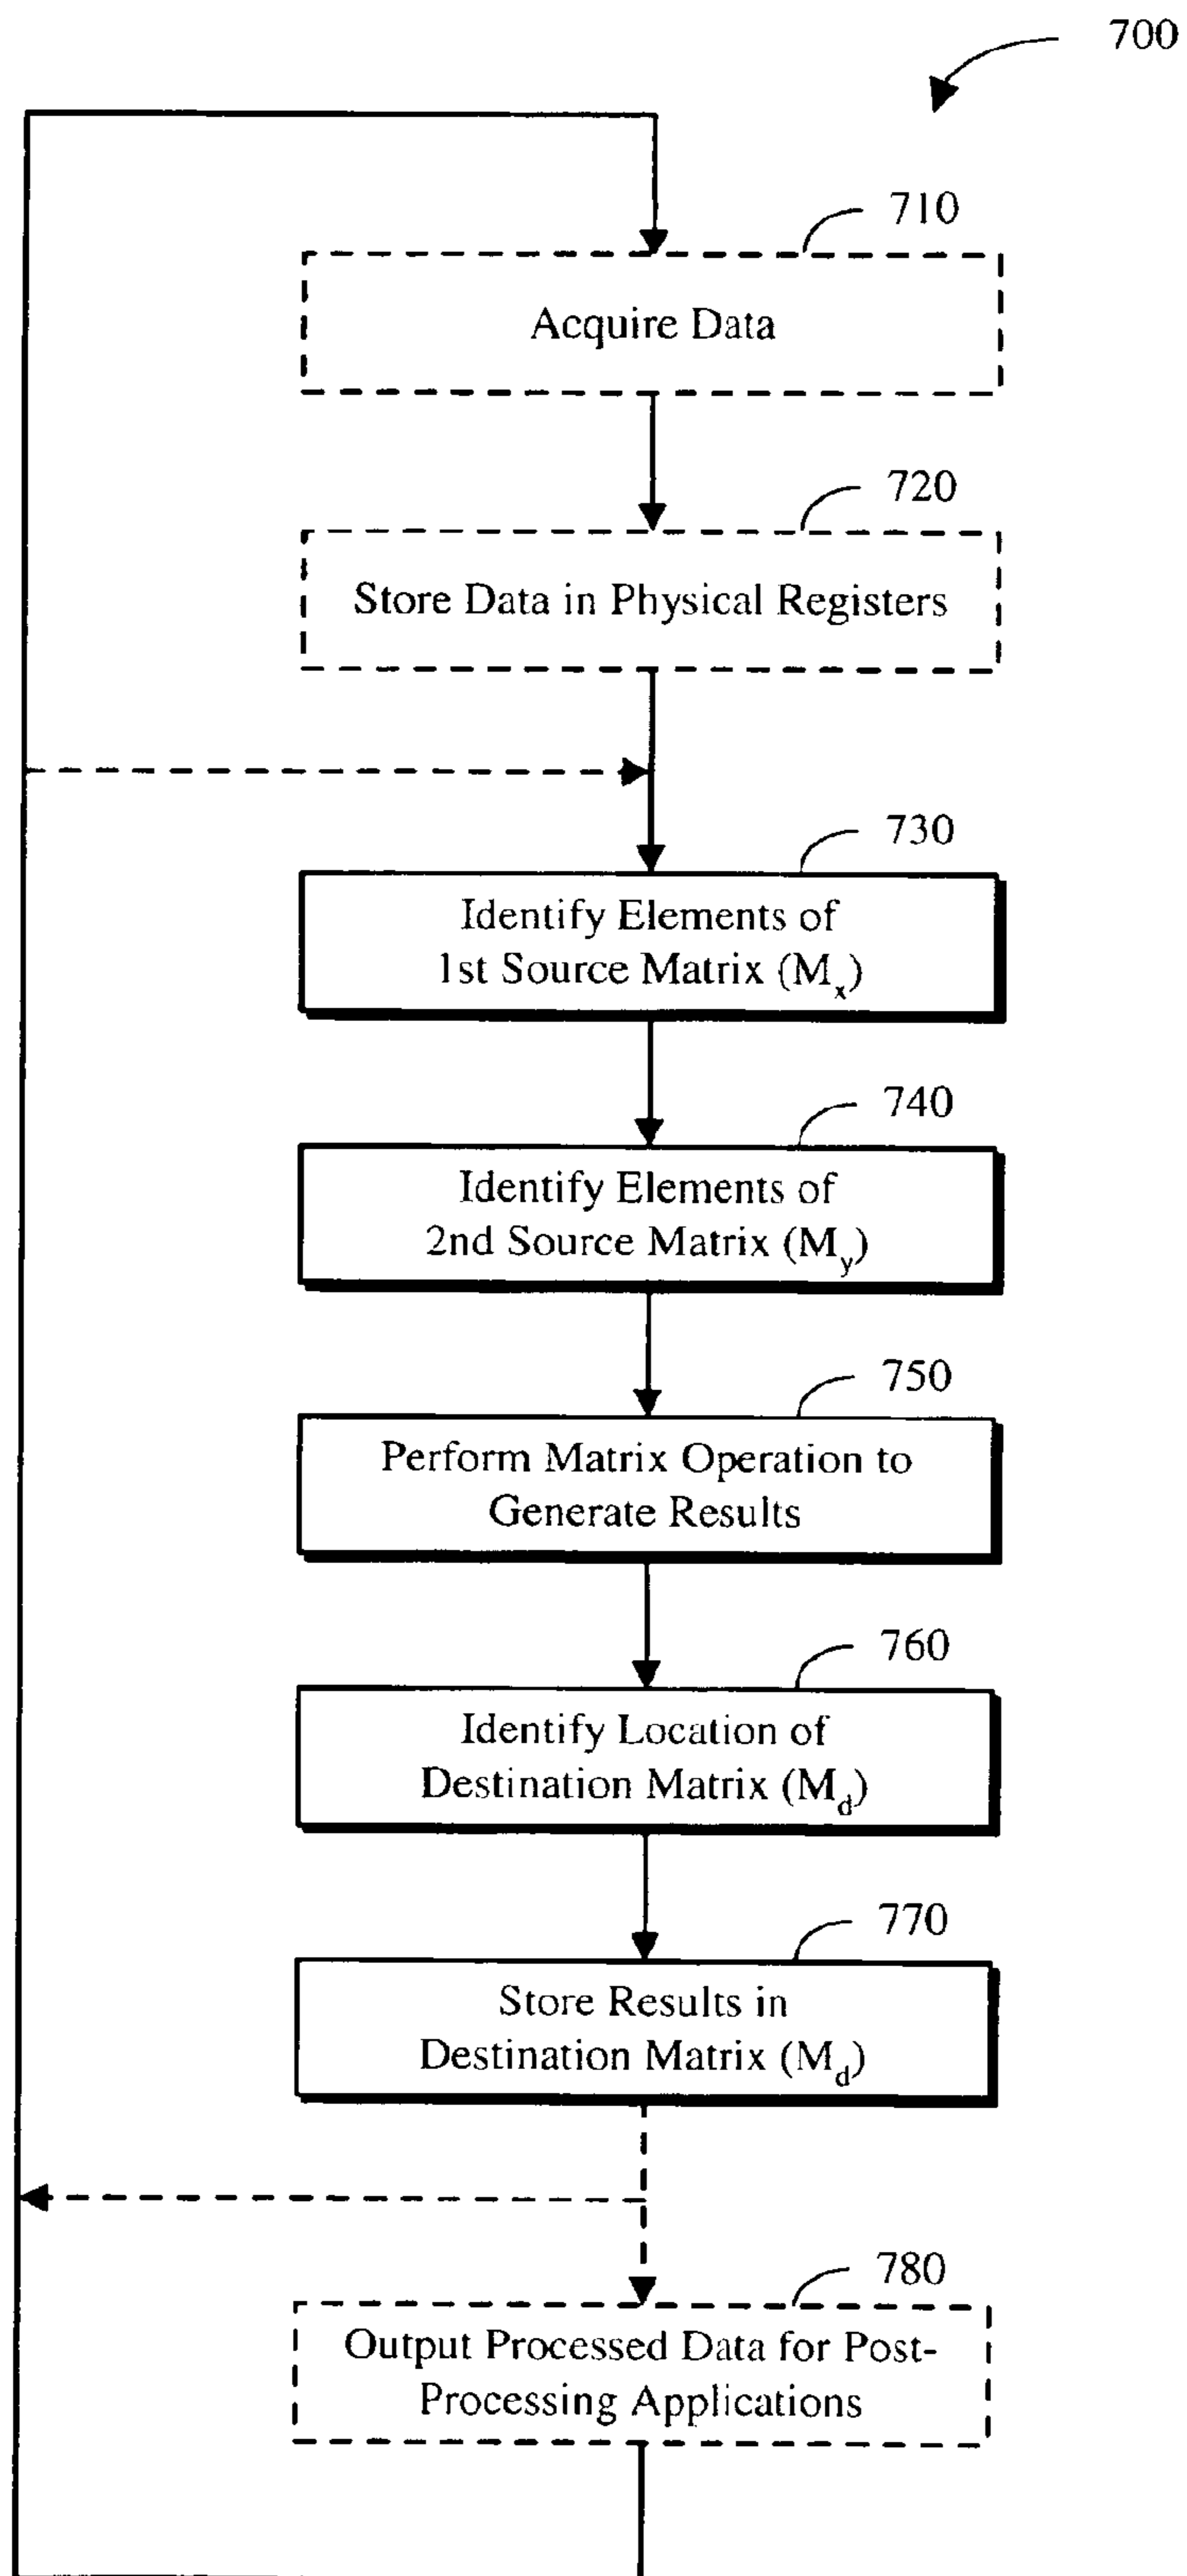 700
710
Acquire Data
720
Store Data in Physical Registers
730
Identify Elements of
1st Source Matrix (Mx)
740
Identify Elements of
2nd Source Matrix (My)
750
Perform Matrix Operation to
Generate Results
760
Identify Location of
Destination Matrix (Md)
770
Store Results in
Destination Matrix (Md)
780
Output Processed Data for Post-
Processing Applications